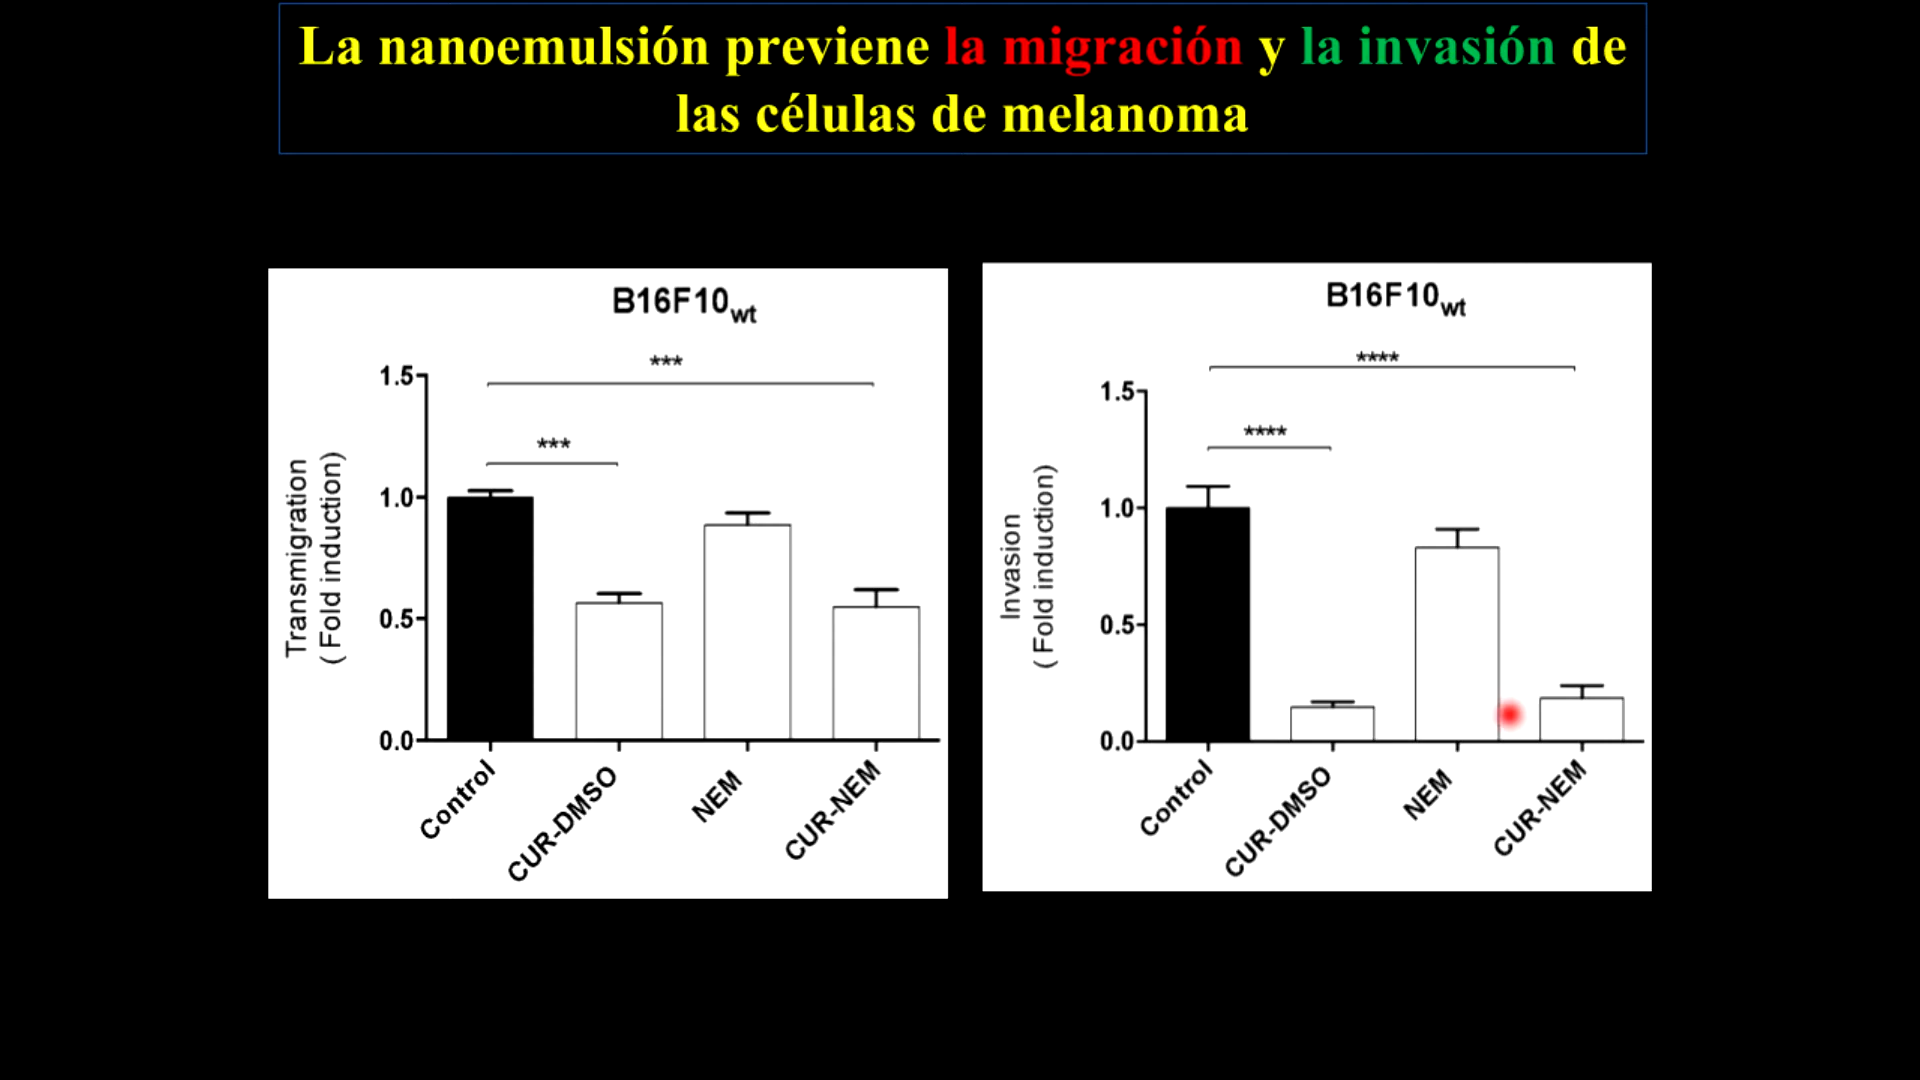 La nanoemulsión previene la migración y la invasión de
las células de melanoma
B16F10wt
***
***
1.5
1.0
0.5
0.0
Transmigration
( Fold induction)
Control
CUR-DMSO
NEM
CUR-NEM
B16F10wt
****
****
1.5
1.0
0.5
0.0
Invasion
( Fold induction)
Control
CUR-DMSO
NEM
CUR-NEM